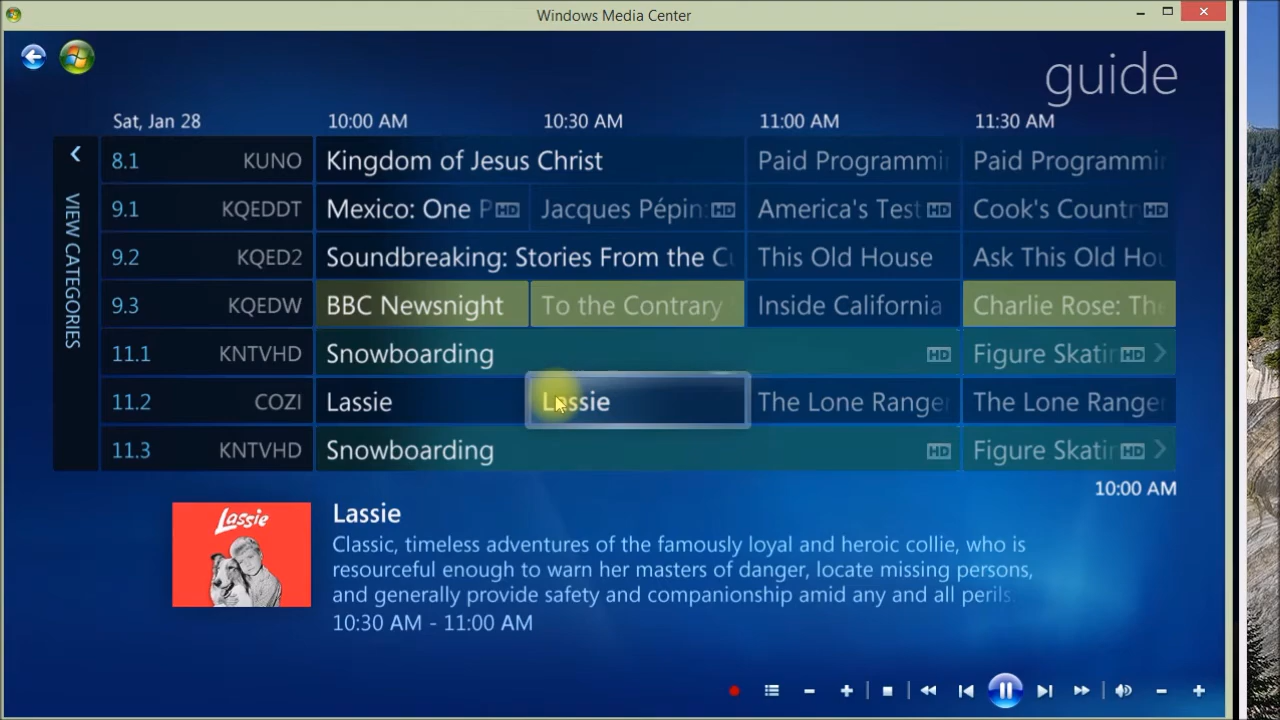 Windows Media Center
guide
Sat, Jan 28 10:00 AM 10:30 AM 11:00 AM 11:30 AM
VIEW CATEGORIES
8.1 KUNO Kingdom of Jesus Christ Paid Programmi Paid Programmin
9.1 KQEDDT Mexico: One P HD Jacques Pépin: HD America's Test HD Cook's Countr HD
9.2 KQED2 Soundbreaking: Stories From the Cu This Old House Ask This Old Hou
9.3 KQEDW BBC Newsnight To the Contrary Inside California Charlie Rose: The
11.1 KNTVHD Snowboarding HD Figure Skatin HD
11.2 COZI Lassie Lassie The Lone Ranger The Lone Ranger
11.3 KNTVHD Snowboarding HD Figure Skatin HD
10:00 AM
Lassie
Lassie
Classic, timeless adventures of the famously loyal and heroic collie, who is
resourceful enough to warn her masters of danger, locate missing persons,
and generally provide safety and companionship amid any and all perils.
10:30 AM - 11:00 AM